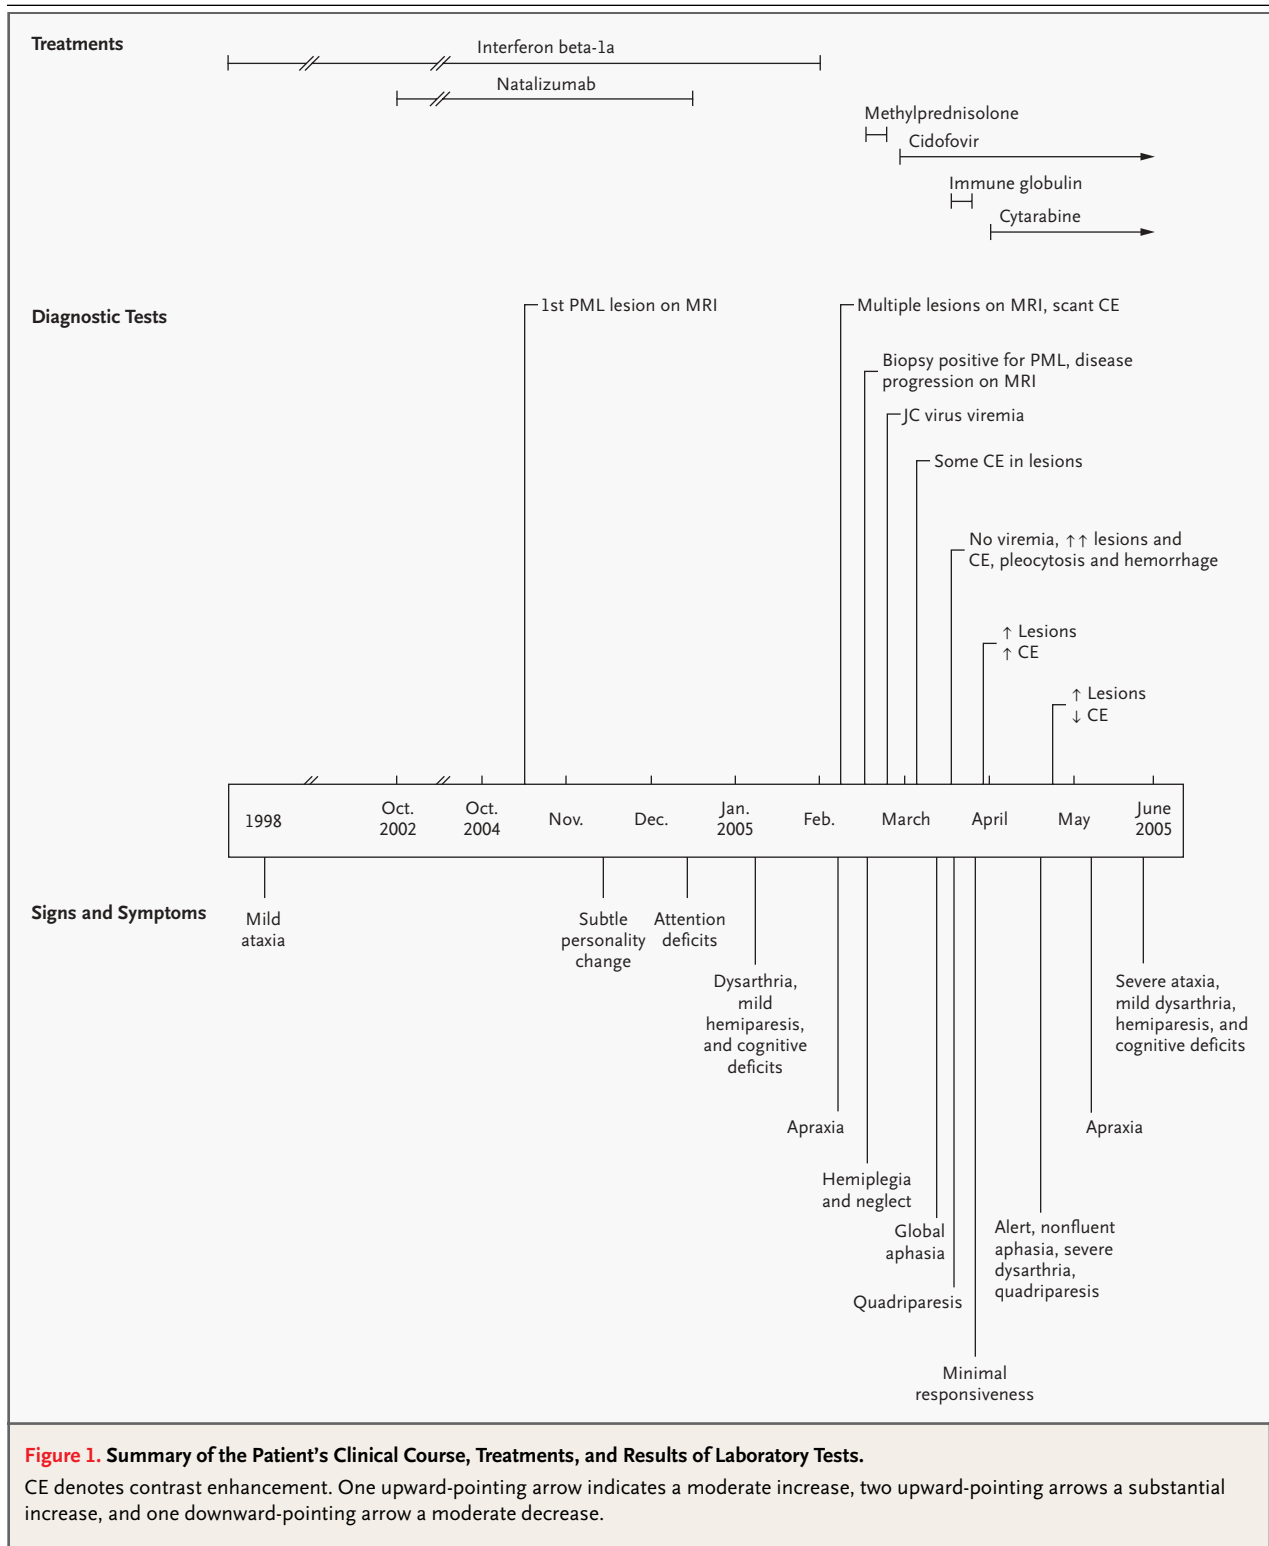 Treatments
Interferon beta-1a
Natalizumab
Methylprednisolone
Cidofovir
Immune globulin
Cytarabine
Diagnostic Tests
1st PML lesion on MRI
Multiple lesions on MRI, scant CE
Biopsy positive for PML, disease
progression on MRI
JC virus viremia
Some CE in lesions
No viremia, ↑↑ lesions and
CE, pleocytosis and hemorrhage
↑ Lesions
↑ CE
↑ Lesions
↓ CE
1998
Oct.
2002
Oct.
2004
Nov.
Dec.
Jan.
2005
Feb.
March
April
May
June
2005
Signs and Symptoms
Mild
ataxia
Subtle
personality
change
Attention
deficits
Dysarthria,
mild
hemiparesis,
and cognitive
deficits
Severe ataxia,
mild dysarthria,
hemiparesis, and
cognitive deficits
Apraxia
Apraxia
Hemiplegia
and neglect
Global
aphasia
Alert, nonfluent
aphasia, severe
dysarthria,
quadriparesis
Quadriparesis
Minimal
responsiveness
Figure 1. Summary of the Patient's Clinical Course, Treatments, and Results of Laboratory Tests.
CE denotes contrast enhancement. One upward-pointing arrow indicates a moderate increase, two upward-pointing arrows a substantial
increase, and one downward-pointing arrow a moderate decrease.